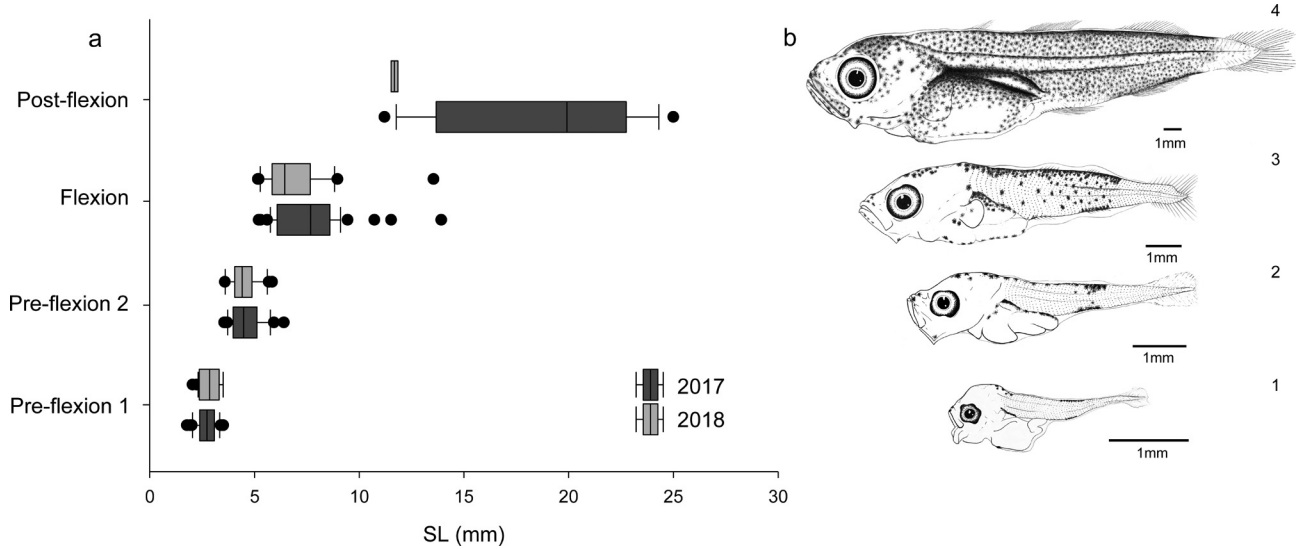 a
Post-flexion
Flexion
Pre-flexion 2
Pre-flexion 1
2017
2018
0 5 10 15 20 25 30
SL (mm)
b
4
1mm
3
1mm
2
1mm
1
1mm